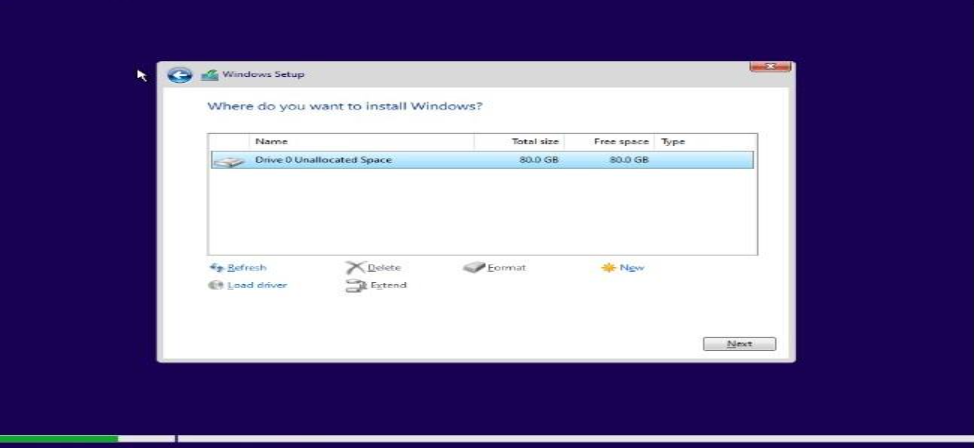 Windows Setup
Where do you want to install Windows?
Name Total size Free space Type
Drive 0 Unallocated Space 80.0 GB 80.0 GB
Refresh Delete Format New
Load driver Extend
Next